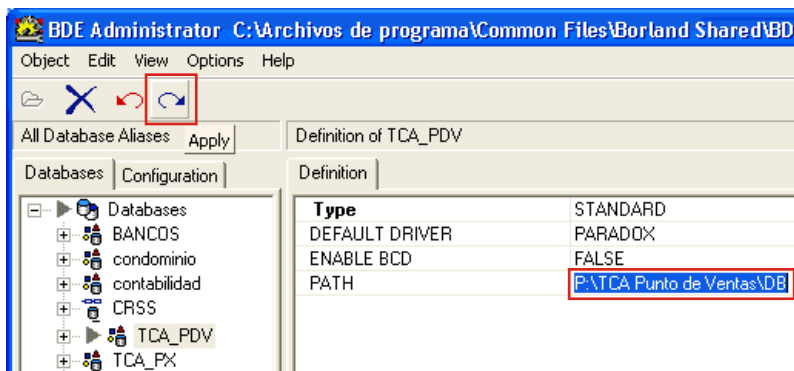 BDE Administrator C:\Archivos de programa\Common Files\Borland Shared\BD
Object Edit View Options Help
All Database Aliases Apply Definition of TCA_PDV
Databases Configuration Definition
Databases Type STANDARD
BANCOS DEFAULT DRIVER PARADOX
condominio ENABLE BCD FALSE
contabilidad PATH P:\TCA Punto de Ventas\DB
CRSS
TCA_PDV
TCA_PX